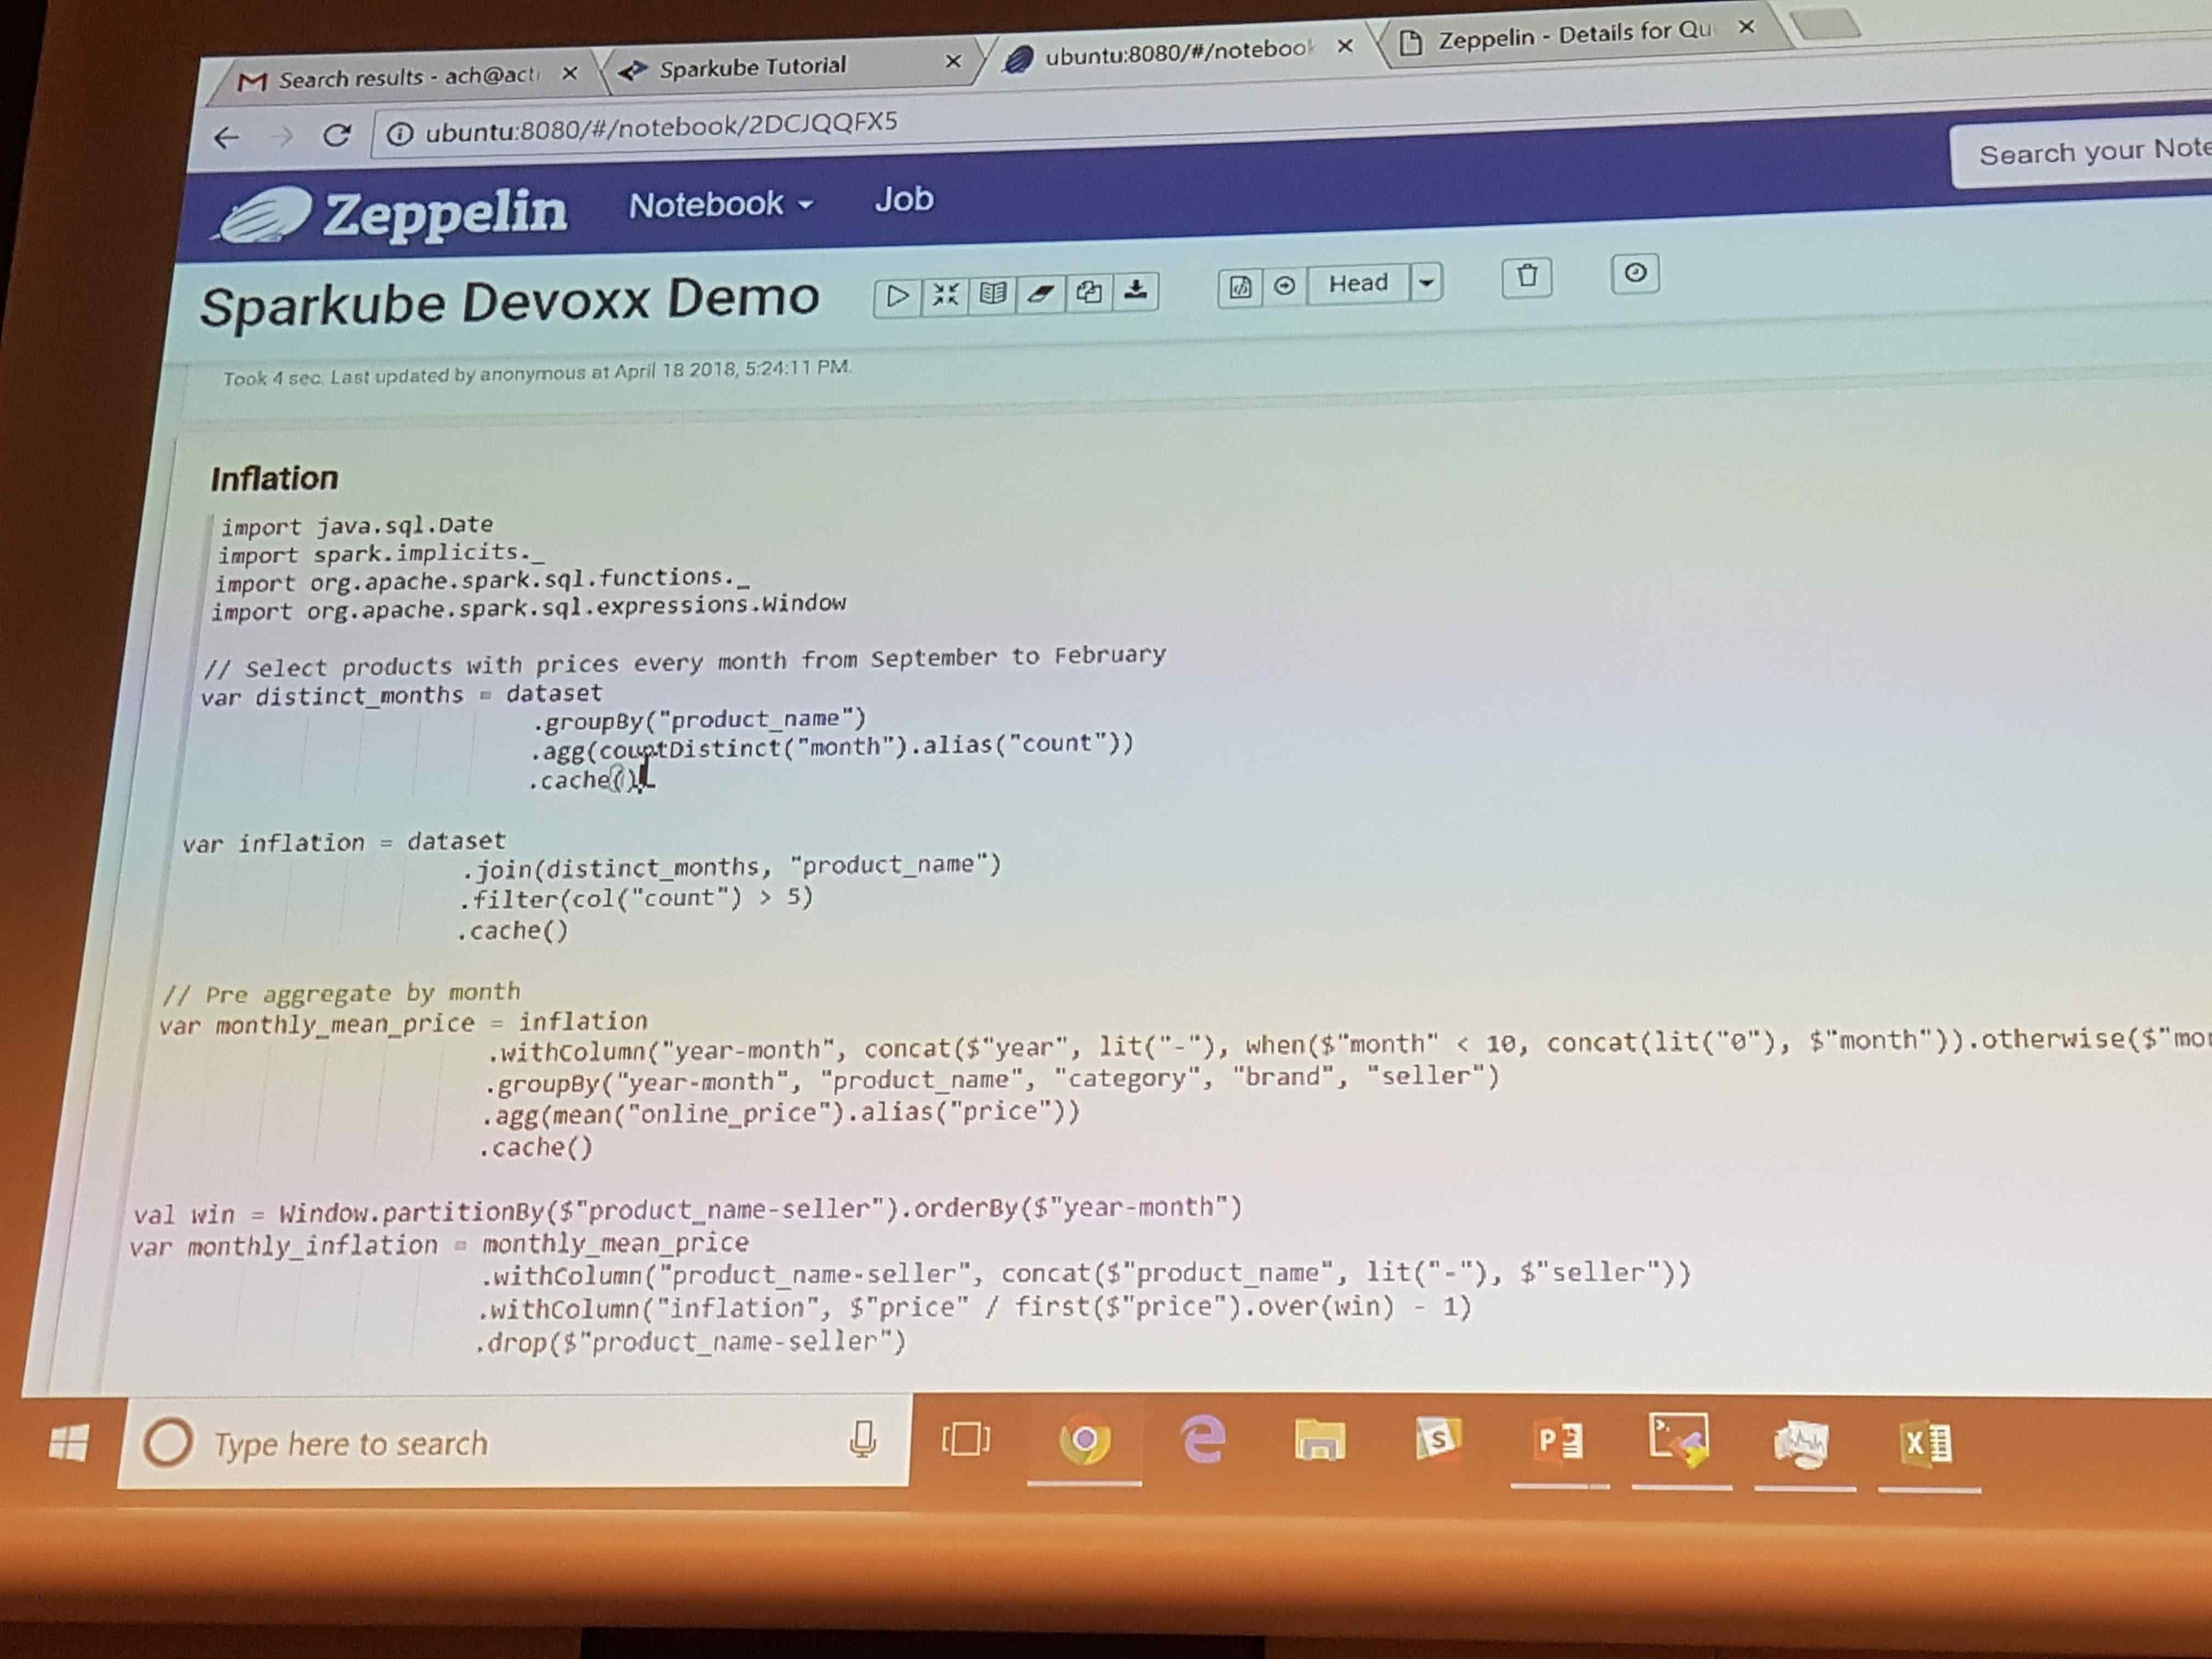 Search results - ach@acti
Sparkube Tutorial
ubuntu:8080/#/notebook
Zeppelin - Details for Qu
ubuntu:8080/#/notebook/2DCJQQFX5
Zeppelin Notebook Job
Search your Note
Sparkube Devoxx Demo
Head
Took 4 sec. Last updated by anonymous at April 18 2018, 5:24:11 PM.
Inflation
import java.sql.Date
import spark.implicits._
import org.apache.spark.sql.functions._
import org.apache.spark.sql.expressions.Window
// Select products with prices every month from September to February
var distinct_months = dataset
.groupBy("product_name")
.agg(countDistinct("month").alias("count"))
.cache()
var inflation = dataset
.join(distinct_months, "product_name")
.filter(col("count") > 5)
.cache()
// Pre aggregate by month
var monthly_mean_price = inflation
.withColumn("year-month", concat($"year", lit("-"), when($"month" < 10, concat(lit("0"), $"month")).otherwise($"mon
.groupBy("year-month", "product_name", "category", "brand", "seller")
.agg(mean("online_price").alias("price"))
.cache()
val win = Window.partitionBy($"product_name-seller").orderBy($"year-month")
var monthly_inflation = monthly_mean_price
.withColumn("product_name-seller", concat($"product_name", lit("-"), $"seller"))
.withColumn("inflation", $"price" / first($"price").over(win) - 1)
.drop($"product_name-seller")
Type here to search